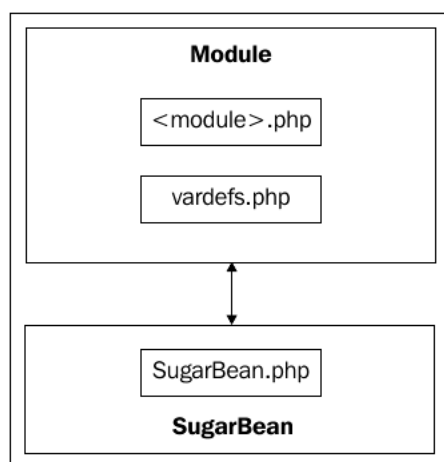 Module
<module>.php
vardefs.php
SugarBean.php
SugarBean